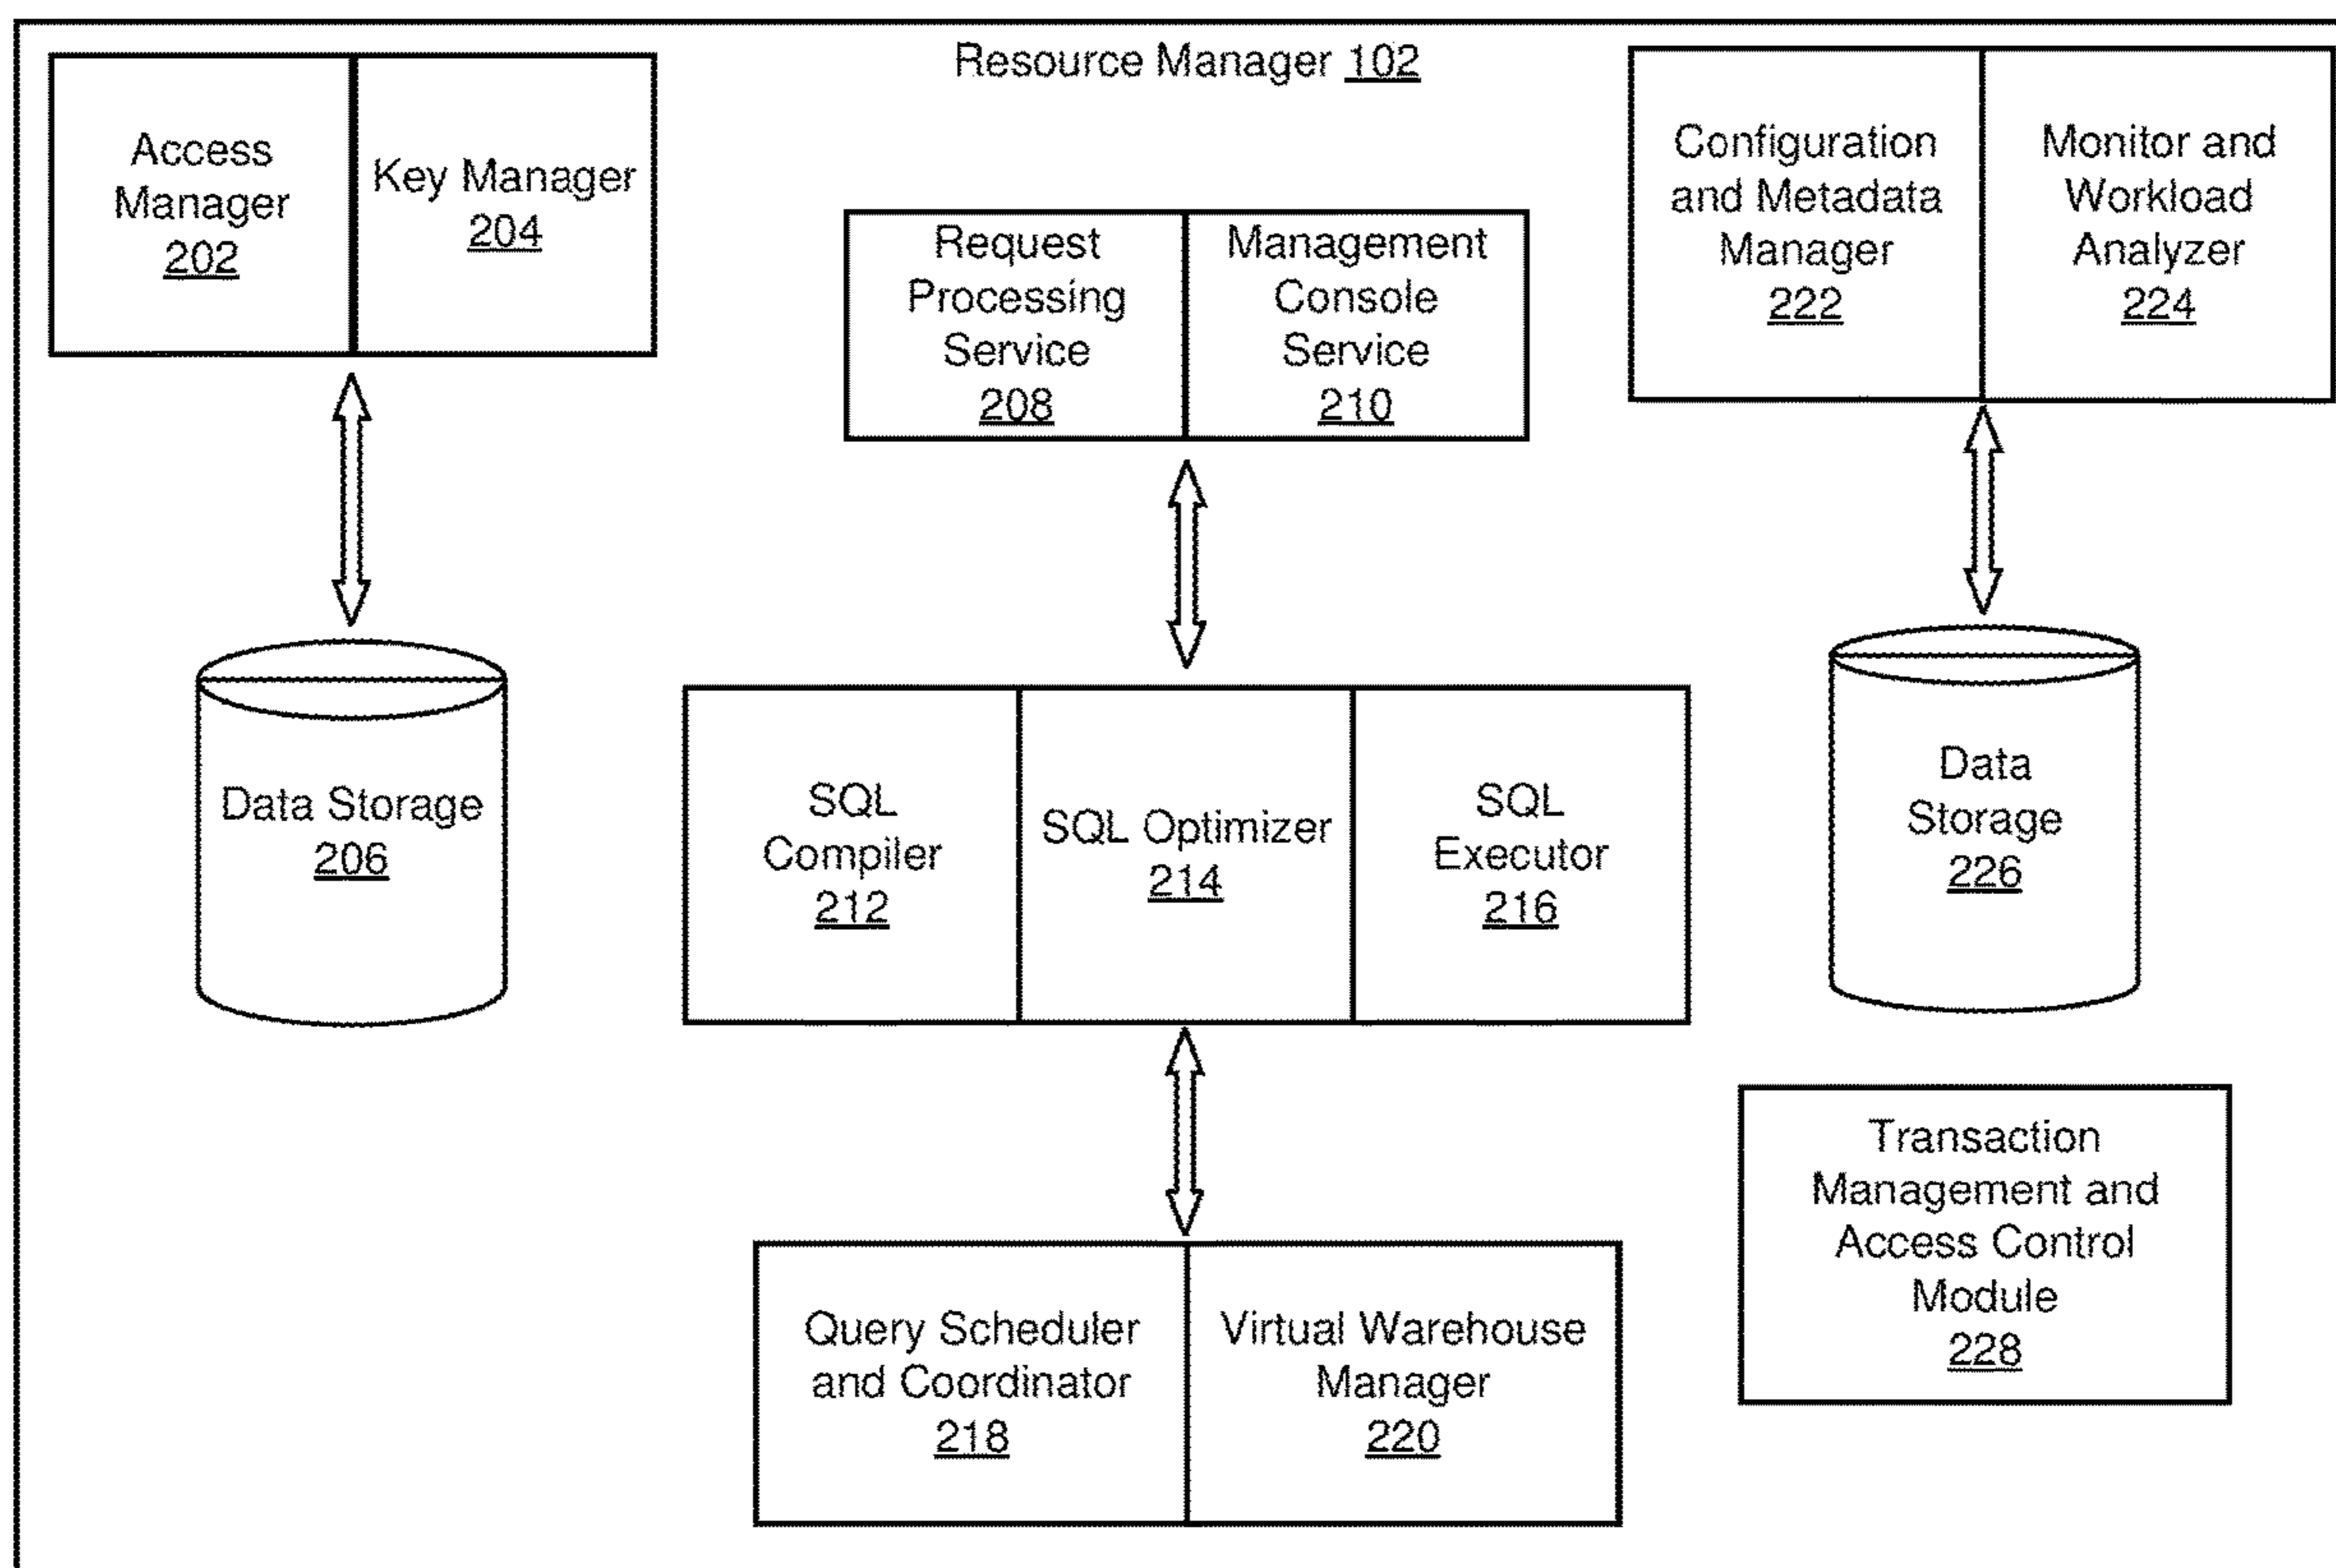 Resource Manager 102
Access
Manager
202
Key Manager
204
Request
Processing
Service
208
Management
Console
Service
210
Configuration
and Metadata
Manager
222
Monitor and
Workload
Analyzer
224
Data Storage
206
SQL
Compiler
212
SQL Optimizer
214
SQL
Executor
216
Data
Storage
226
Query Scheduler
and Coordinator
218
Virtual Warehouse
Manager
220
Transaction
Management and
Access Control
Module
228